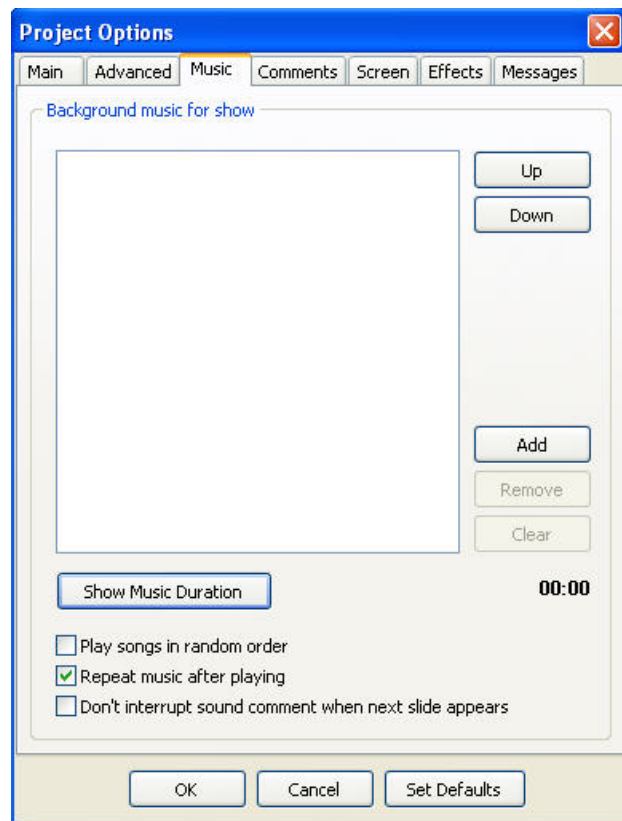 Project Options
Main Advanced Music Comments Screen Effects Messages
Background music for show
Up
Down
Add
Remove
Clear
Show Music Duration 00:00
Play songs in random order
Repeat music after playing
Don't interrupt sound comment when next slide appears
OK Cancel Set Defaults